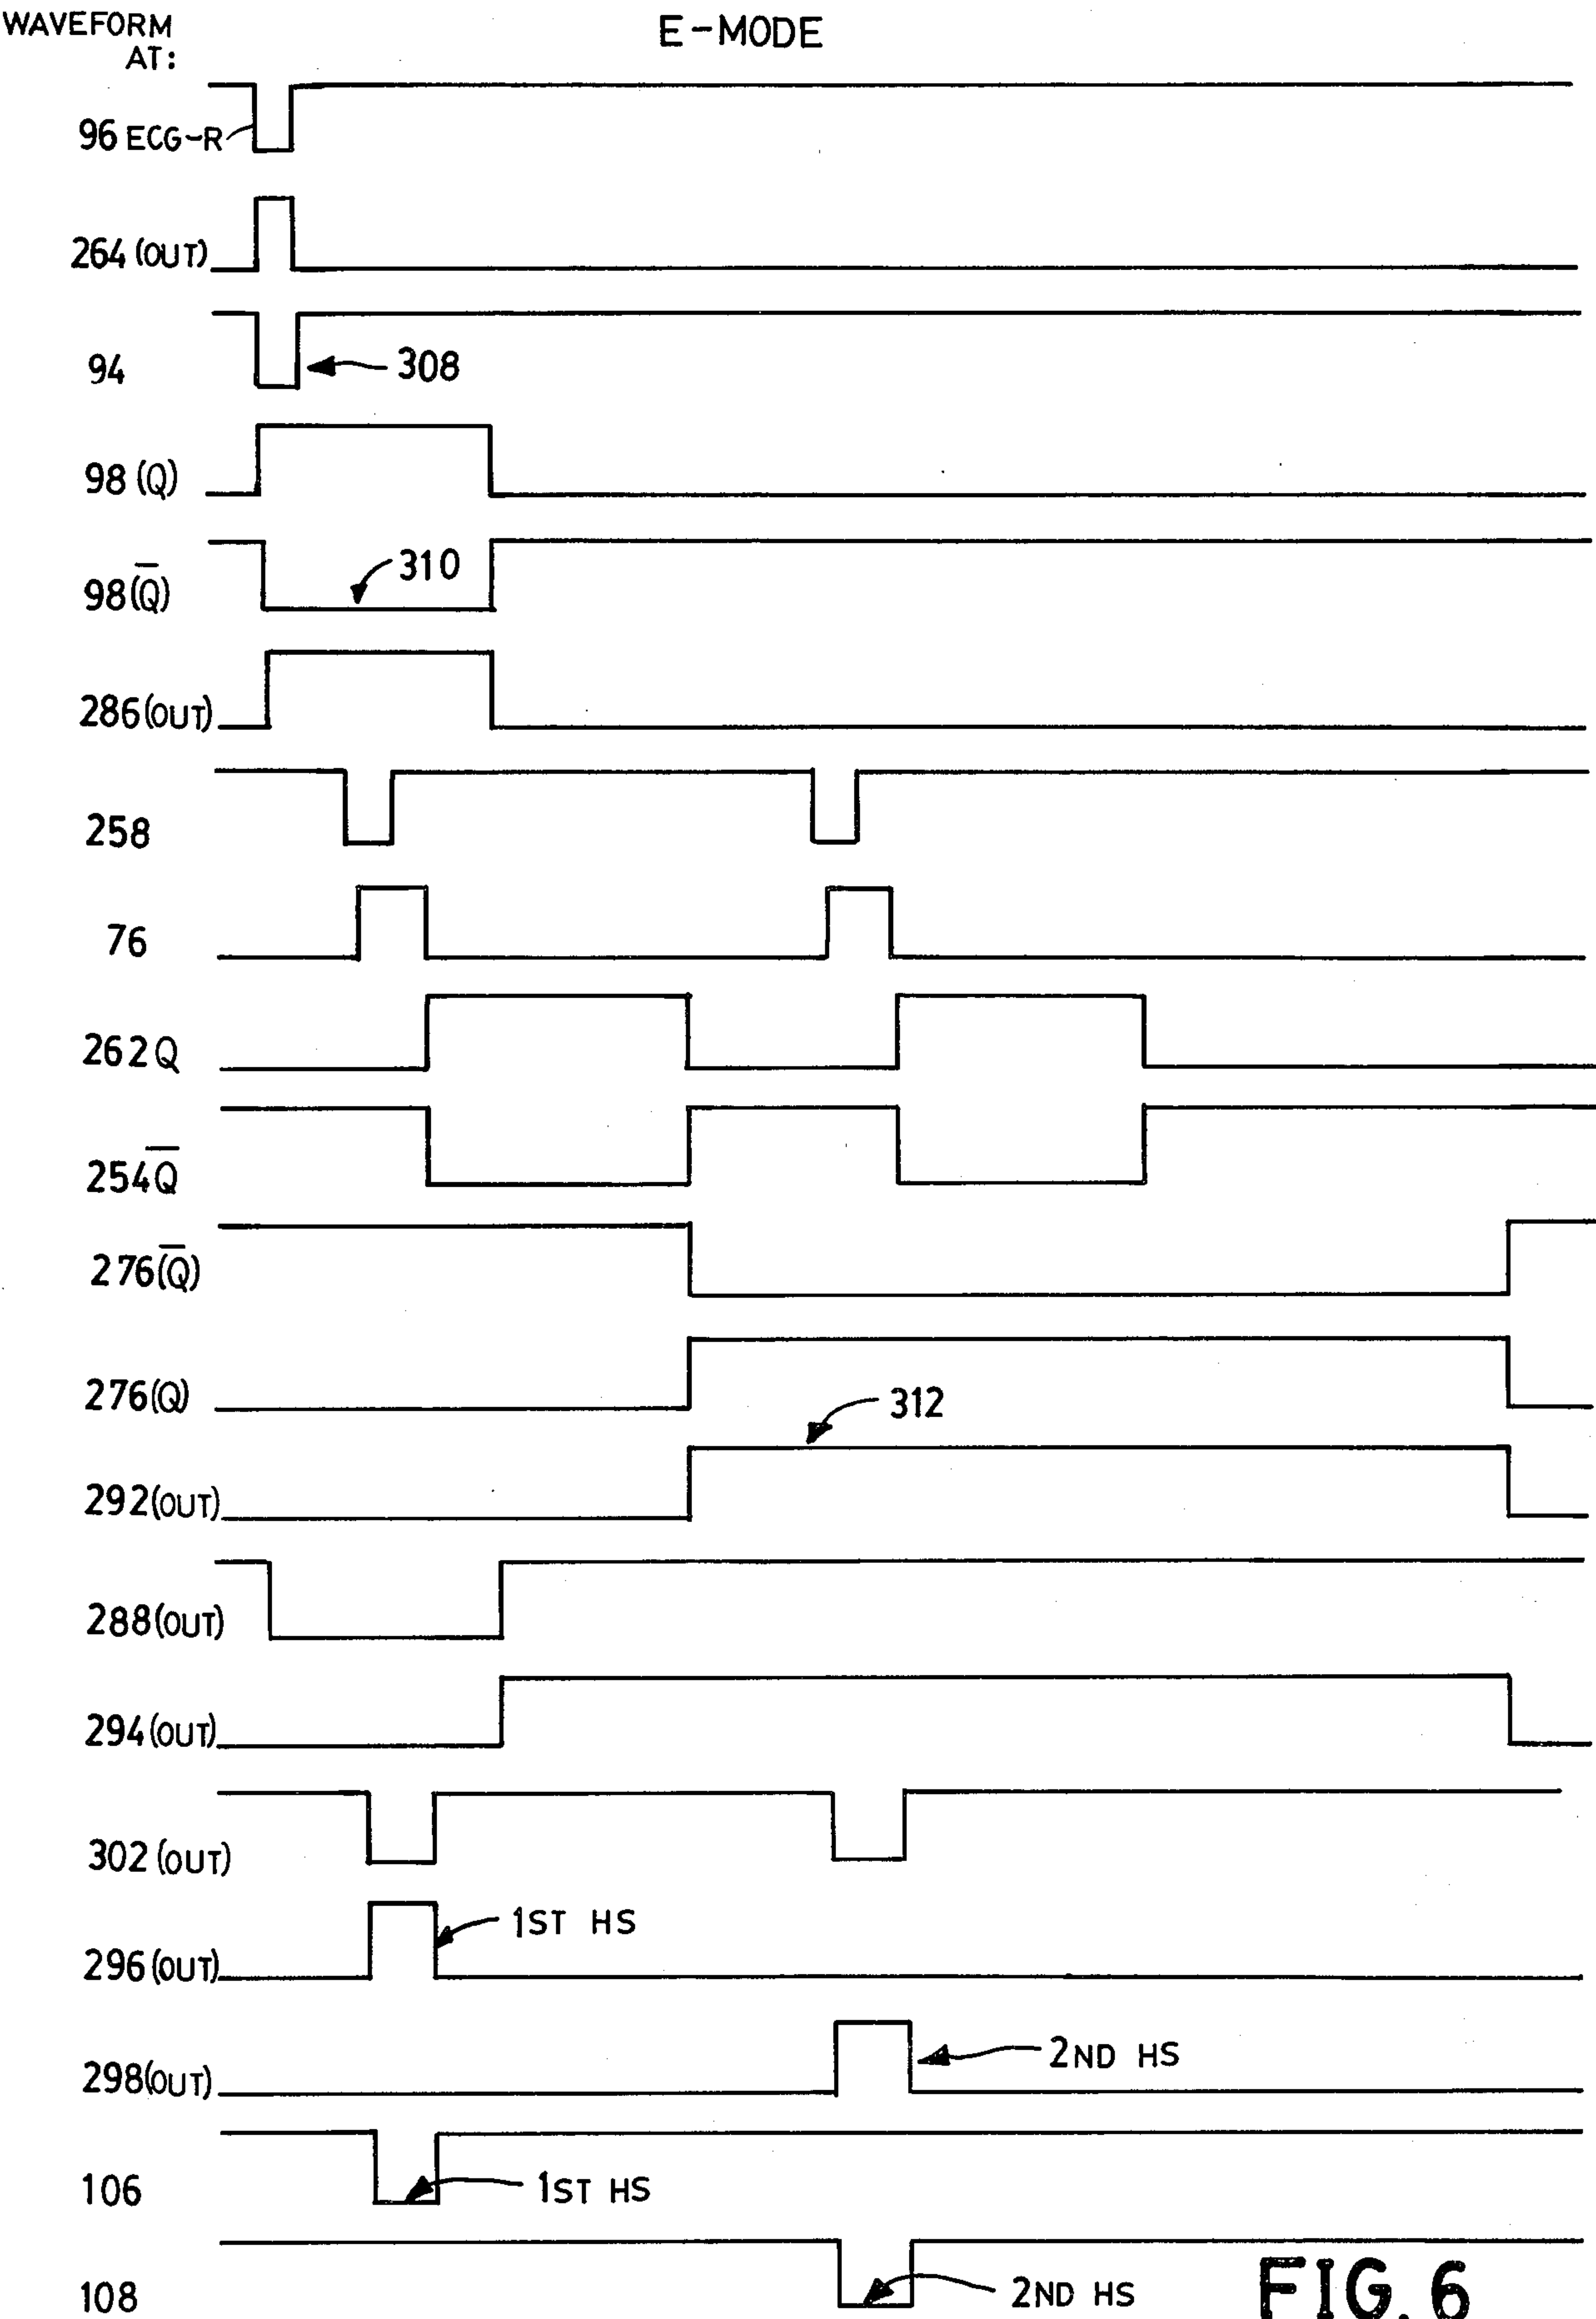 WAVEFORM
AT:
E-MODE
96 ECG-R
264 (OUT)
94
308
98 (Q)
98 (Q̅)
310
286 (OUT)
258
76
262 Q
254 Q̅
276 (Q̅)
276 (Q)
312
292 (OUT)
288 (OUT)
294 (OUT)
302 (OUT)
1ST HS
296 (OUT)
2ND HS
298 (OUT)
106
1ST HS
108
2ND HS
FIG. 6